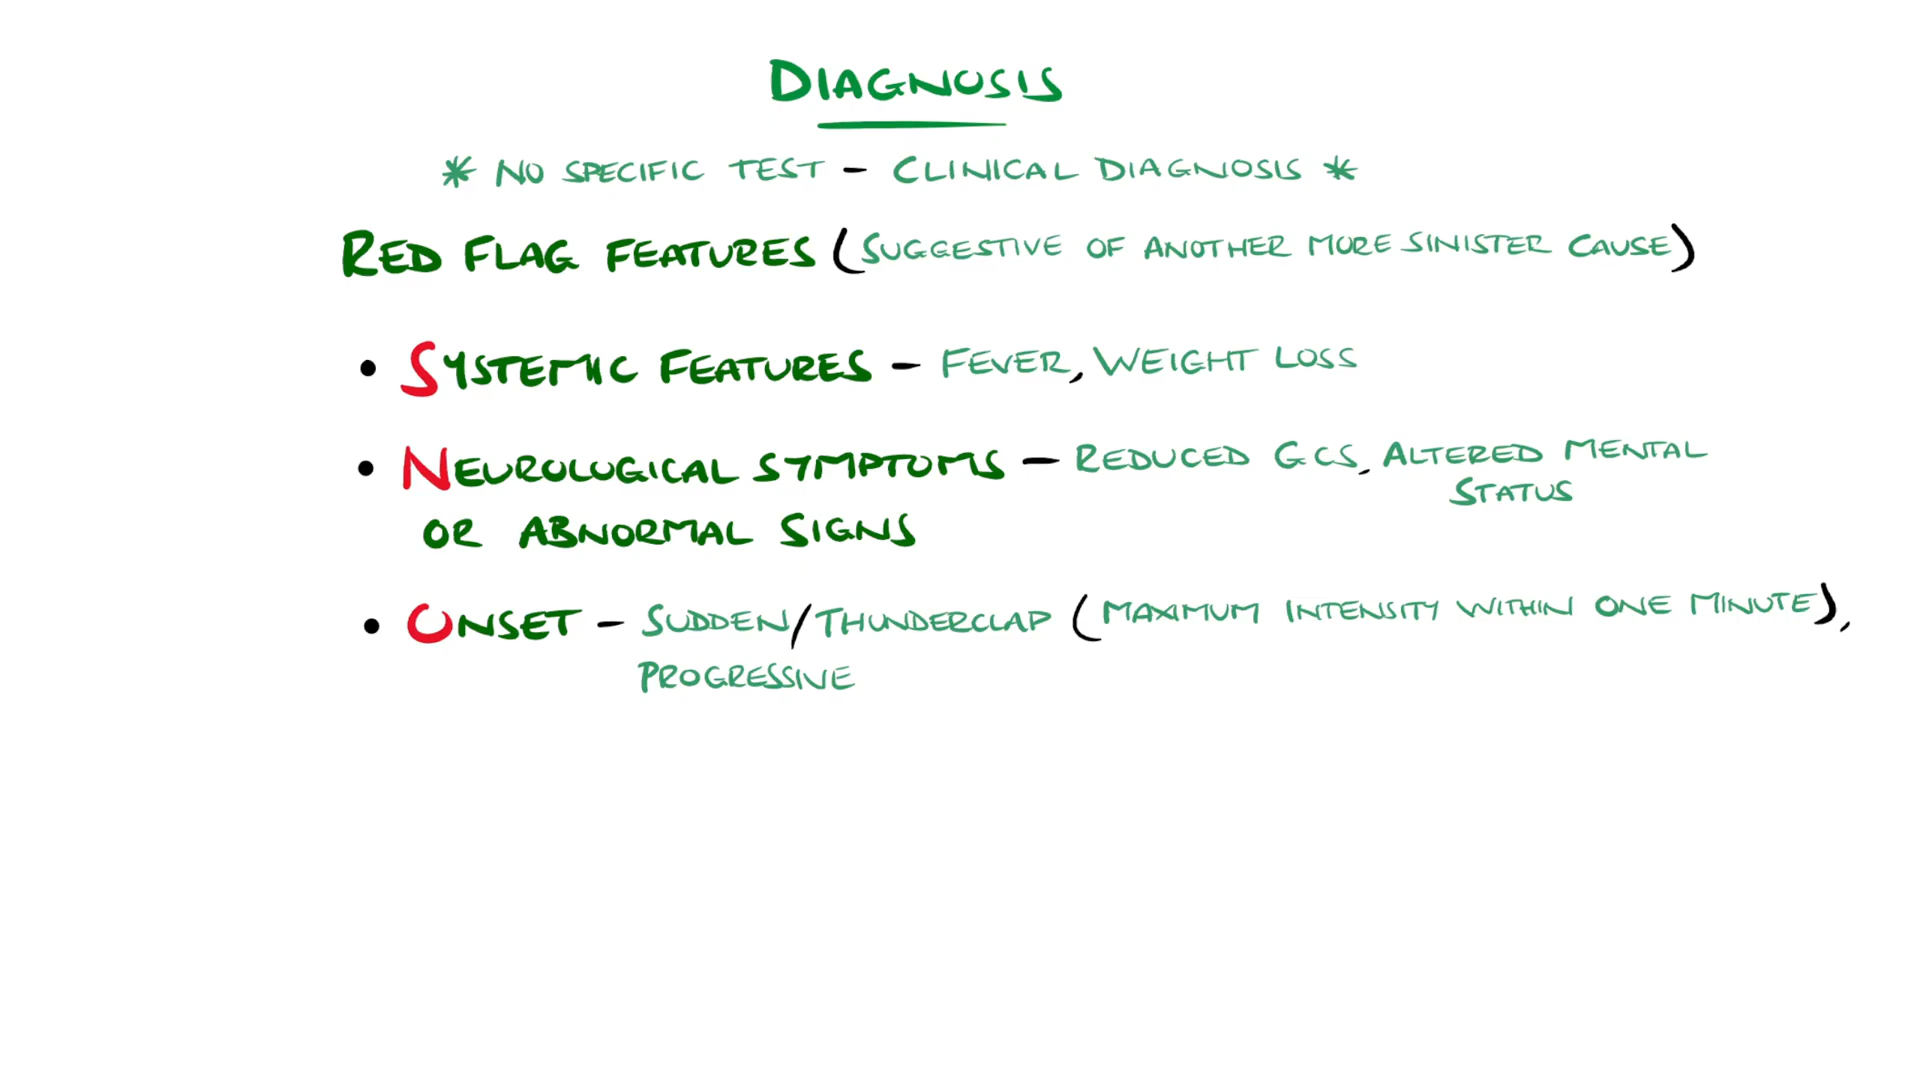 DIAGNOSIS
* NO SPECIFIC TEST – CLINICAL DIAGNOSIS *
RED FLAG FEATURES (SUGGESTIVE OF ANOTHER MORE SINISTER CAUSE)
• SYSTEMIC FEATURES – FEVER, WEIGHT LOSS
• NEUROLOGICAL SYMPTOMS – REDUCED GCS, ALTERED MENTAL
STATUS
OR ABNORMAL SIGNS
• ONSET – SUDDEN/THUNDERCLAP (MAXIMUM INTENSITY WITHIN ONE MINUTE),
PROGRESSIVE